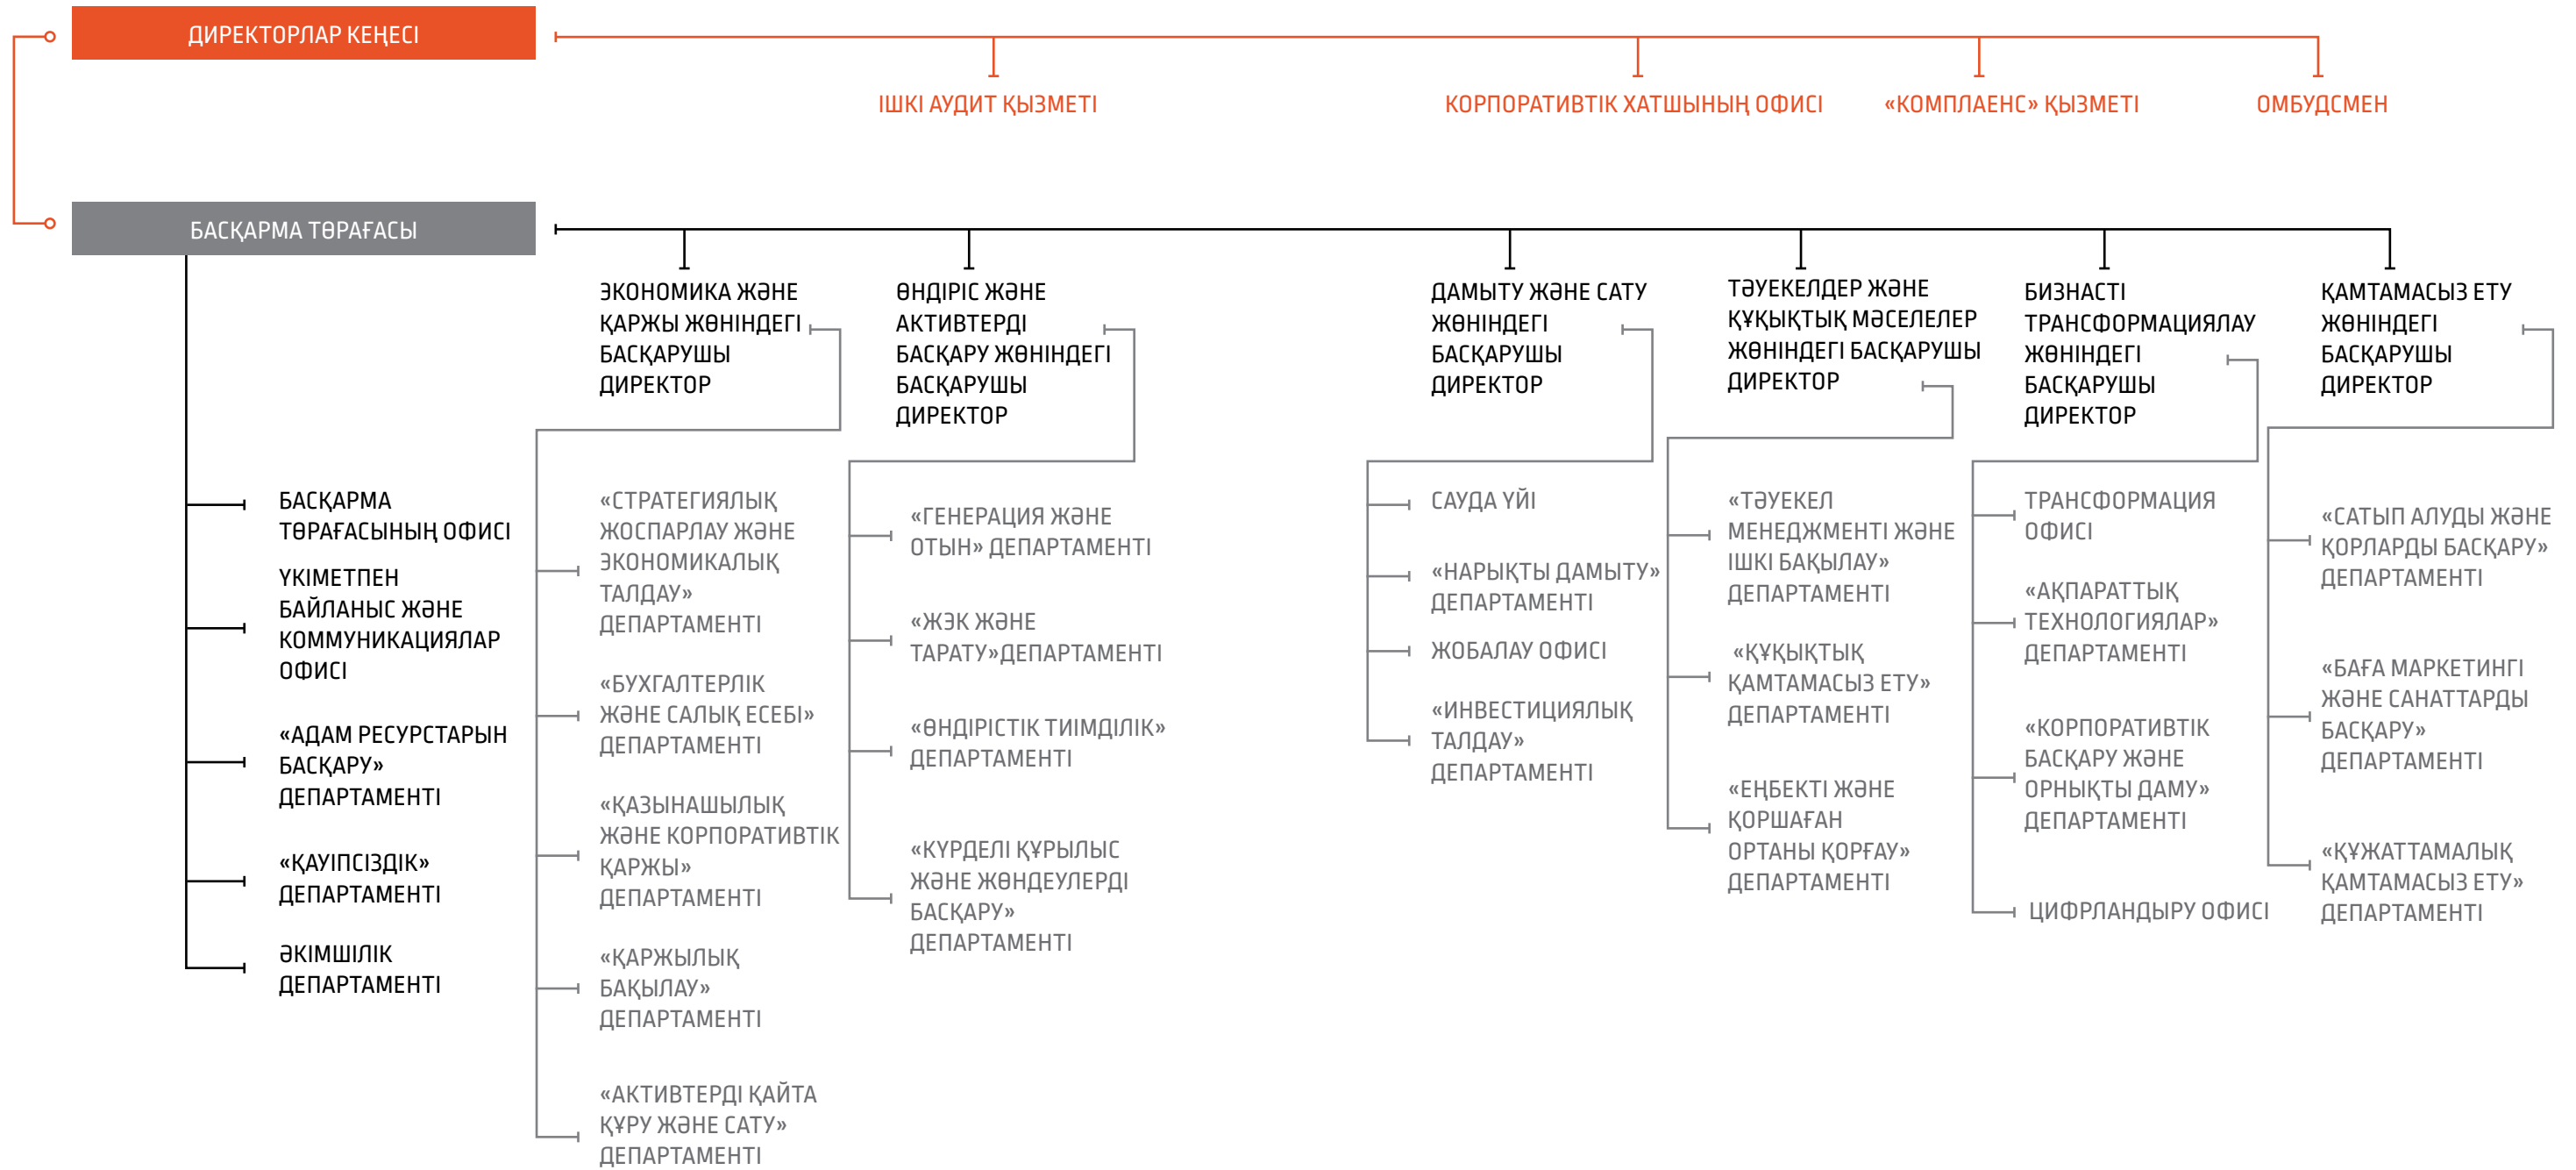 ДИРЕКТОРЛАР КЕҢЕСІ
ІШКІ АУДИТ ҚЫЗМЕТІ
КОРПОРАТИВТІК ХАТШЫНЫҢ ОФИСІ
«КОМПЛАЕНС» ҚЫЗМЕТІ
ОМБУДСМЕН
БАСҚАРМА ТӨРАҒАСЫ
БАСҚАРМА
ТӨРАҒАСЫНЫҢ ОФИСІ
ҮКІМЕТПЕН
БАЙЛАНЫС ЖӘНЕ
КОММУНИКАЦИЯЛАР
ОФИСІ
«АДАМ РЕСУРСТАРЫН
БАСҚАРУ»
ДЕПАРТАМЕНТІ
«ҚАУІПСІЗДІК»
ДЕПАРТАМЕНТІ
ӘКІМШІЛІК
ДЕПАРТАМЕНТІ
ЭКОНОМИКА ЖӘНЕ
ҚАРЖЫ ЖӨНІНДЕГІ
БАСҚАРУШЫ
ДИРЕКТОР
«СТРАТЕГИЯЛЫҚ
ЖОСПАРЛАУ ЖӘНЕ
ЭКОНОМИКАЛЫҚ
ТАЛДАУ»
ДЕПАРТАМЕНТІ
«БУХГАЛТЕРЛІК
ЖӘНЕ САЛЫҚ ЕСЕБІ»
ДЕПАРТАМЕНТІ
«ҚАЗЫНАШЫЛЫҚ
ЖӘНЕ КОРПОРАТИВТІК
ҚАРЖЫ»
ДЕПАРТАМЕНТІ
«ҚАРЖЫЛЫҚ
БАҚЫЛАУ»
ДЕПАРТАМЕНТІ
«АКТИВТЕРДІ ҚАЙТА
ҚҰРУ ЖӘНЕ САТУ»
ДЕПАРТАМЕНТІ
ӨНДІРІС ЖӘНЕ
АКТИВТЕРДІ
БАСҚАРУ ЖӨНІНДЕГІ
БАСҚАРУШЫ
ДИРЕКТОР
«ГЕНЕРАЦИЯ ЖӘНЕ
ОТЫН» ДЕПАРТАМЕНТІ
«ЖЭК ЖӘНЕ
ТАРАТУ»ДЕПАРТАМЕНТІ
«ӨНДІРІСТІК ТИІМДІЛІК»
ДЕПАРТАМЕНТІ
«КҮРДЕЛІ ҚҰРЫЛЫС
ЖӘНЕ ЖӨНДЕУЛЕРДІ
БАСҚАРУ»
ДЕПАРТАМЕНТІ
ДАМЫТУ ЖӘНЕ САТУ
ЖӨНІНДЕГІ
БАСҚАРУШЫ
ДИРЕКТОР
САУДА ҮЙІ
«НАРЫҚТЫ ДАМЫТУ»
ДЕПАРТАМЕНТІ
ЖОБАЛАУ ОФИСІ
«ИНВЕСТИЦИЯЛЫҚ
ТАЛДАУ»
ДЕПАРТАМЕНТІ
ТӘУЕКЕЛДЕР ЖӘНЕ
ҚҰҚЫҚТЫҚ МӘСЕЛЕЛЕР
ЖӨНІНДЕГІ БАСҚАРУШЫ
ДИРЕКТОР
«ТӘУЕКЕЛ
МЕНЕДЖМЕНТІ ЖӘНЕ
ІШКІ БАҚЫЛАУ»
ДЕПАРТАМЕНТІ
«ҚҰҚЫҚТЫҚ
ҚАМТАМАСЫЗ ЕТУ»
ДЕПАРТАМЕНТІ
«ЕҢБЕКТІ ЖӘНЕ
ҚОРШАҒАН
ОРТАНЫ ҚОРҒАУ»
ДЕПАРТАМЕНТІ
БИЗНАСТІ
ТРАНСФОРМАЦИЯЛАУ
ЖӨНІНДЕГІ
БАСҚАРУШЫ
ДИРЕКТОР
ТРАНСФОРМАЦИЯ
ОФИСІ
«АҚПАРАТТЫҚ
ТЕХНОЛОГИЯЛАР»
ДЕПАРТАМЕНТІ
«КОРПОРАТИВТІК
БАСҚАРУ ЖӘНЕ
ОРНЫҚТЫ ДАМУ»
ДЕПАРТАМЕНТІ
ЦИФРЛАНДЫРУ ОФИСІ
ҚАМТАМАСЫЗ ЕТУ
ЖӨНІНДЕГІ
БАСҚАРУШЫ
ДИРЕКТОР
«САТЫП АЛУДЫ ЖӘНЕ
ҚОРЛАРДЫ БАСҚАРУ»
ДЕПАРТАМЕНТІ
«БАҒА МАРКЕТИНГІ
ЖӘНЕ САНАТТАРДЫ
БАСҚАРУ»
ДЕПАРТАМЕНТІ
«ҚҰЖАТТАМАЛЫҚ
ҚАМТАМАСЫЗ ЕТУ»
ДЕПАРТАМЕНТІ